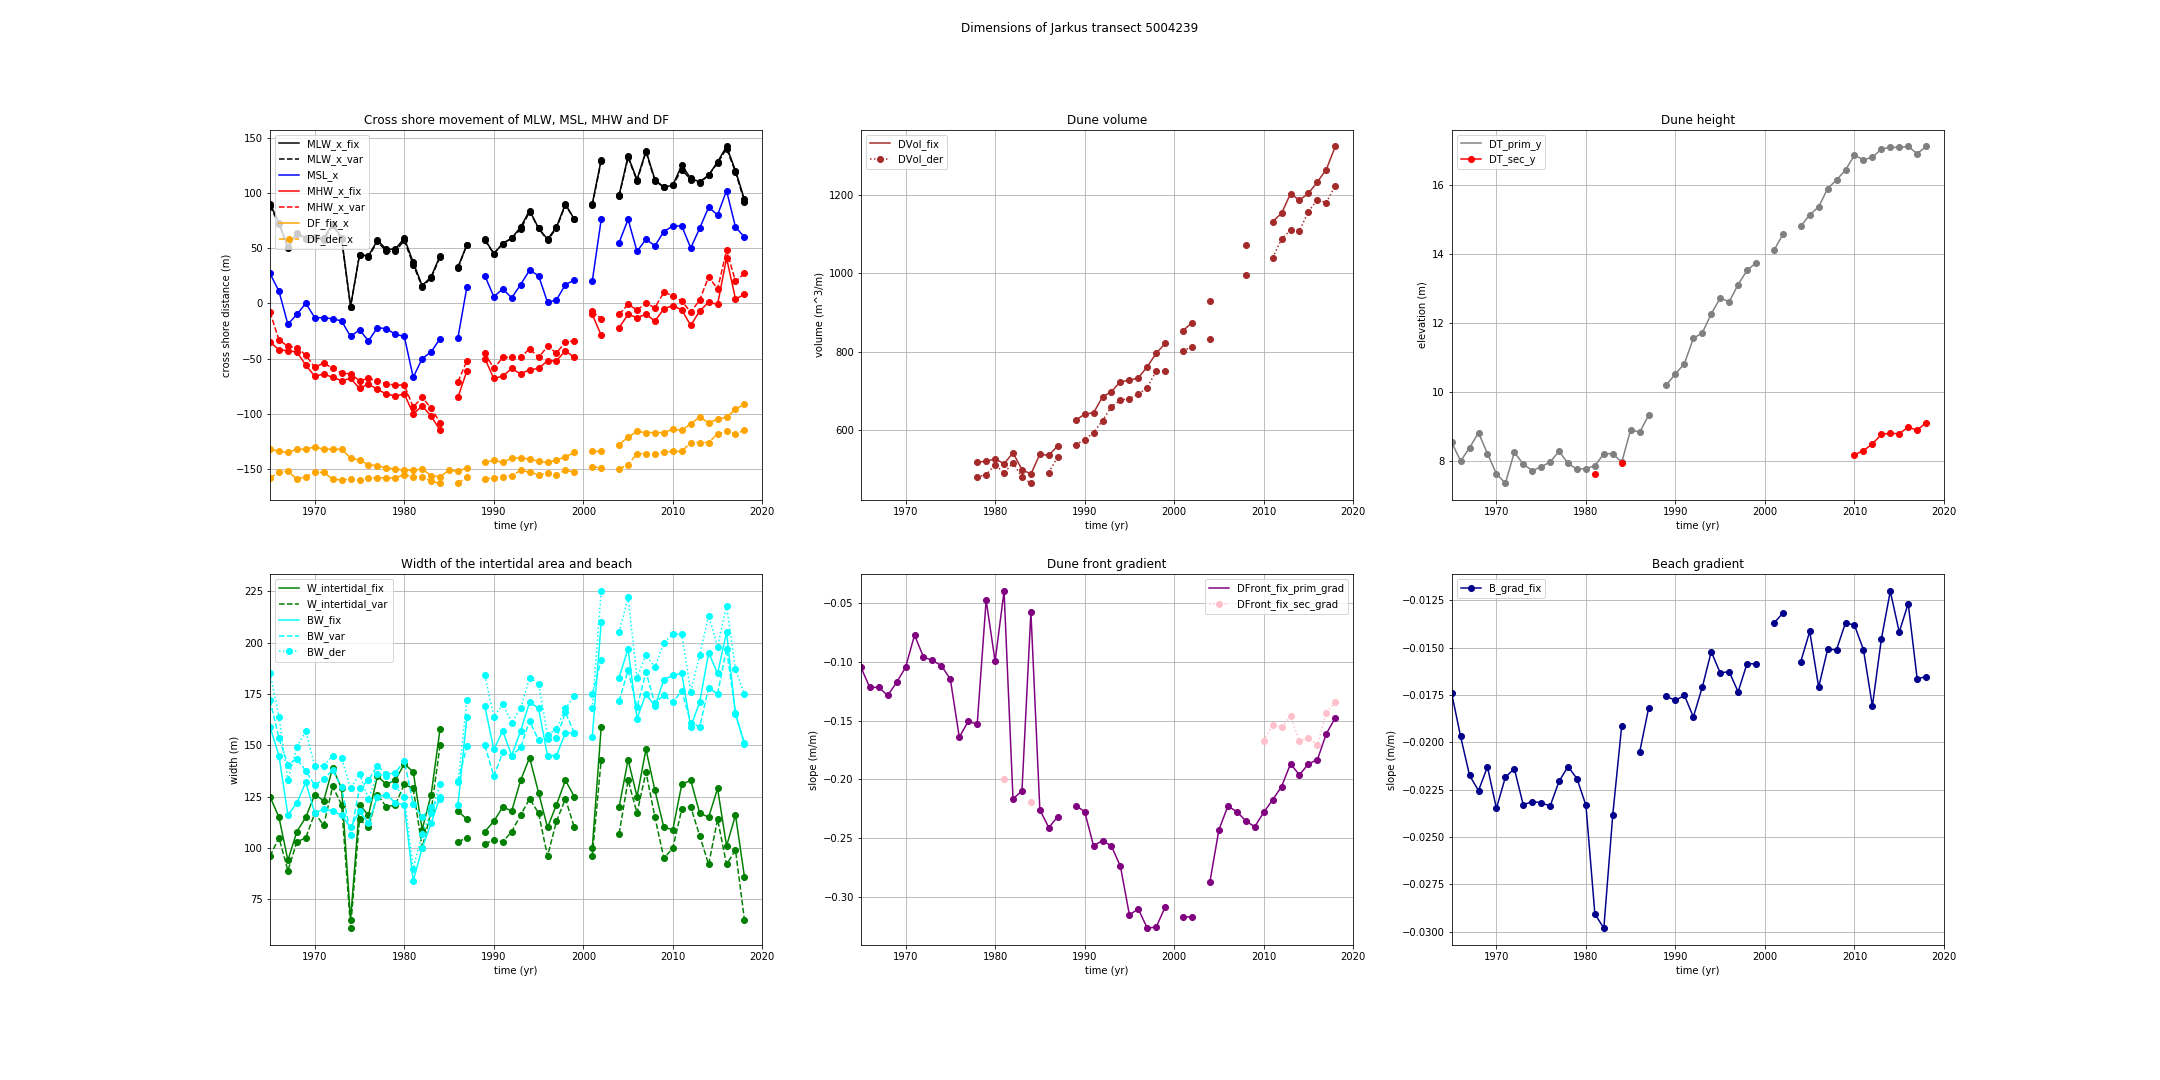 Dimensions of Jarkus transect 5004239
Cross shore movement of MLW, MSL, MHW and DF
150
100
50
0
−50
−100
−150
cross shore distance (m)
MLW_x_fix
MLW_x_var
MSL_x
MHW_x_fix
MHW_x_var
DF_fix_x
DF_der_x
1970 1980 1990 2000 2010 2020
time (yr)
Dune volume
1200
1000
800
600
volume (m^3/m)
DVol_fix
DVol_der
1970 1980 1990 2000 2010 2020
time (yr)
Dune height
16
14
12
10
8
elevation (m)
DT_prim_y
DT_sec_y
1970 1980 1990 2000 2010 2020
time (yr)
Width of the intertidal area and beach
225
200
175
150
125
100
75
width (m)
W_intertidal_fix
W_intertidal_var
BW_fix
BW_var
BW_der
1970 1980 1990 2000 2010 2020
time (yr)
Dune front gradient
−0.05
−0.10
−0.15
−0.20
−0.25
−0.30
slope (m/m)
DFront_fix_prim_grad
DFront_fix_sec_grad
1970 1980 1990 2000 2010 2020
time (yr)
Beach gradient
−0.0125
−0.0150
−0.0175
−0.0200
−0.0225
−0.0250
−0.0275
−0.0300
slope (m/m)
B_grad_fix
1970 1980 1990 2000 2010 2020
time (yr)